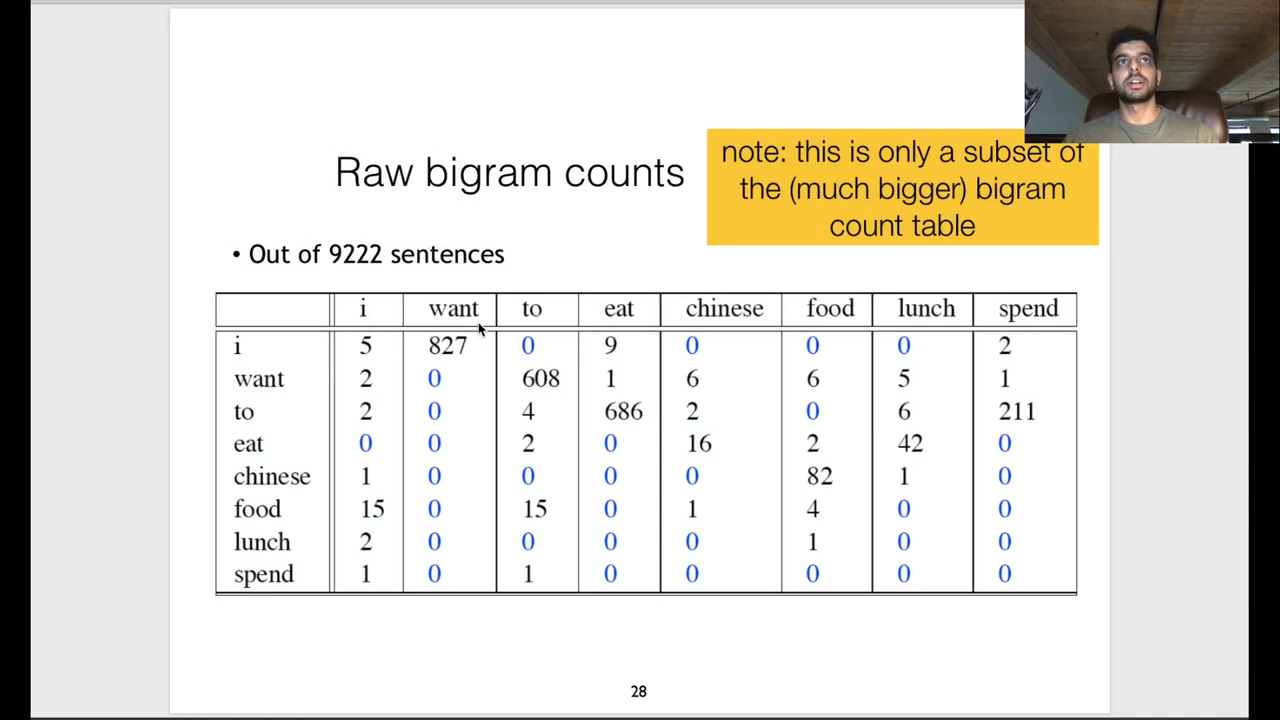 Raw bigram counts
note: this is only a subset of
the (much bigger) bigram
count table
• Out of 9222 sentences
i want to eat chinese food lunch spend
i 5 827 0 9 0 0 0 2
want 2 0 608 1 6 6 5 1
to 2 0 4 686 2 0 6 211
eat 0 0 2 0 16 2 42 0
chinese 1 0 0 0 0 82 1 0
food 15 0 15 0 1 4 0 0
lunch 2 0 0 0 0 1 0 0
spend 1 0 1 0 0 0 0 0
28